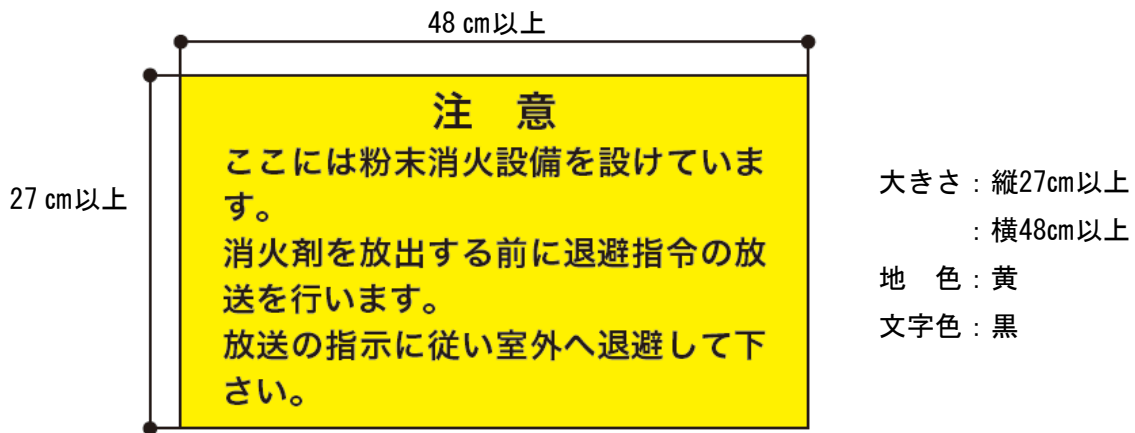 48㎝以上
27㎝以上
注　意
ここには粉末消火設備を設けていま
す。
消火剤を放出する前に退避指令の放
送を行います。
放送の指示に従い室外へ退避して下
さい。
大きさ：縦27㎝以上
：横48㎝以上
地　色：黄
文字色：黒